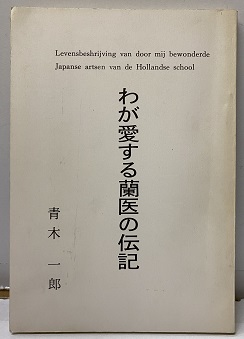 Levensbeshrijving van door mij bewonderde
Japanse artsen van de Hollandse school
わが愛する蘭医の伝記
青木一郎